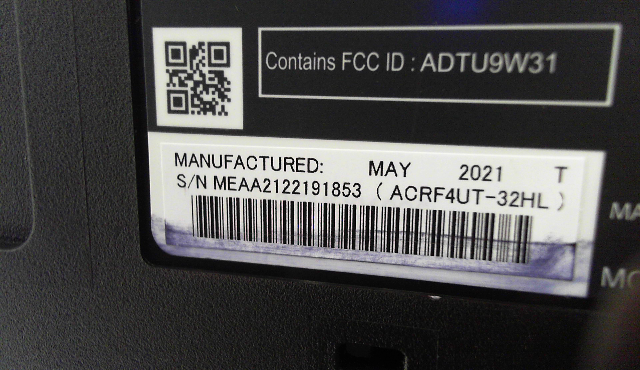 Contains FCC ID : ADTU9W31
MANUFACTURED: MAY 2021 T
S/N MEAA2122191853 ( ACRF4UT-32HL )